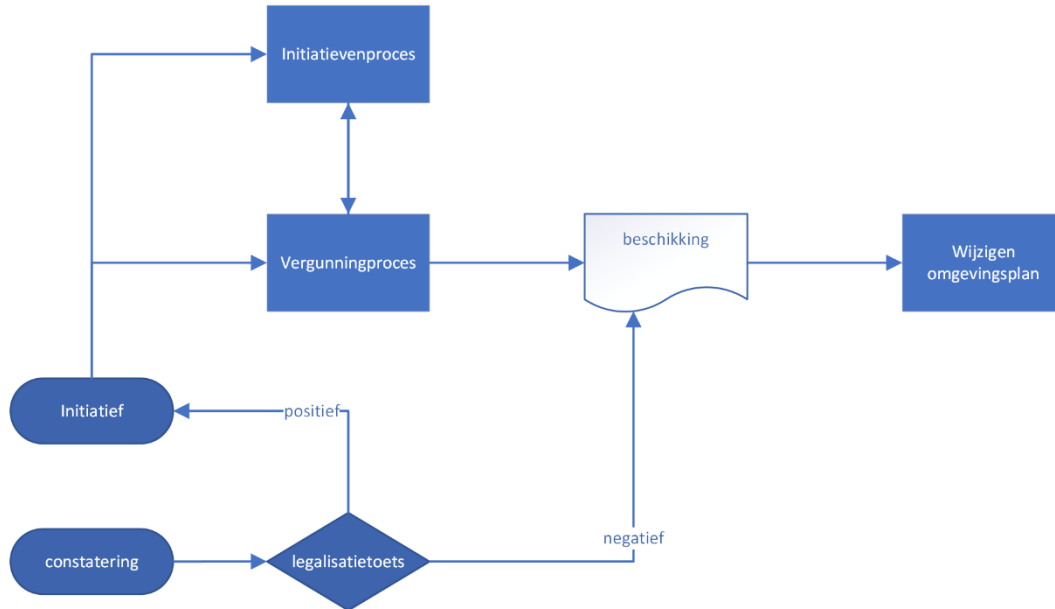 Initiatievenproces
Vergunningproces
beschikking
Wijzigen
omgevingsplan
Initiatief
positief
negatief
constatering
legalisatietoets